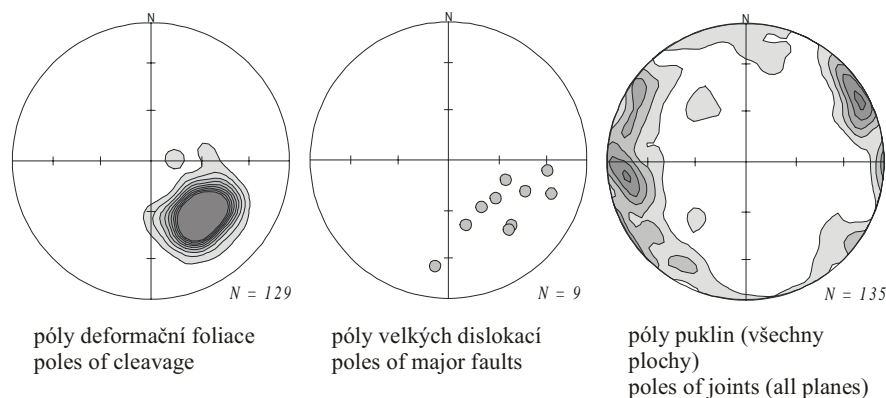 N
N
N
N = 129
N = 9
N = 135
póly deformační foliace
poles of cleavage
póly velkých dislokací
poles of major faults
póly puklin (všechny
plochy)
poles of joints (all planes)